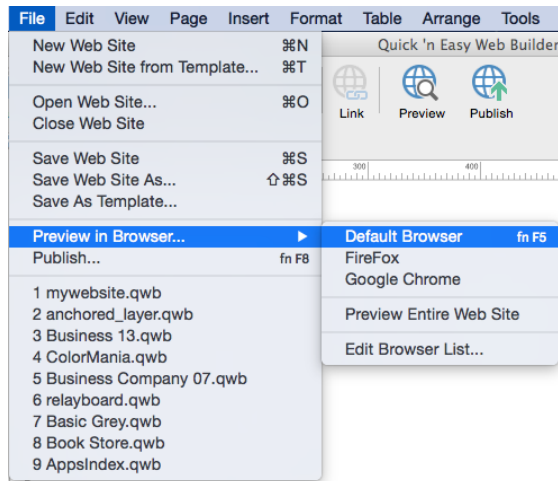 File Edit View Page Insert Format Table Arrange Tools
Quick 'n Easy Web Builder
Link Preview Publish
300 400
New Web Site ⌘N
New Web Site from Template... ⌘T
Open Web Site... ⌘O
Close Web Site
Save Web Site ⌘S
Save Web Site As... ⇧⌘S
Save As Template...
Preview in Browser... ▶
Publish... fn F8
1 mywebsite.qwb
2 anchored_layer.qwb
3 Business 13.qwb
4 ColorMania.qwb
5 Business Company 07.qwb
6 relayboard.qwb
7 Basic Grey.qwb
8 Book Store.qwb
9 AppsIndex.qwb
Default Browser fn F5
FireFox
Google Chrome
Preview Entire Web Site
Edit Browser List...